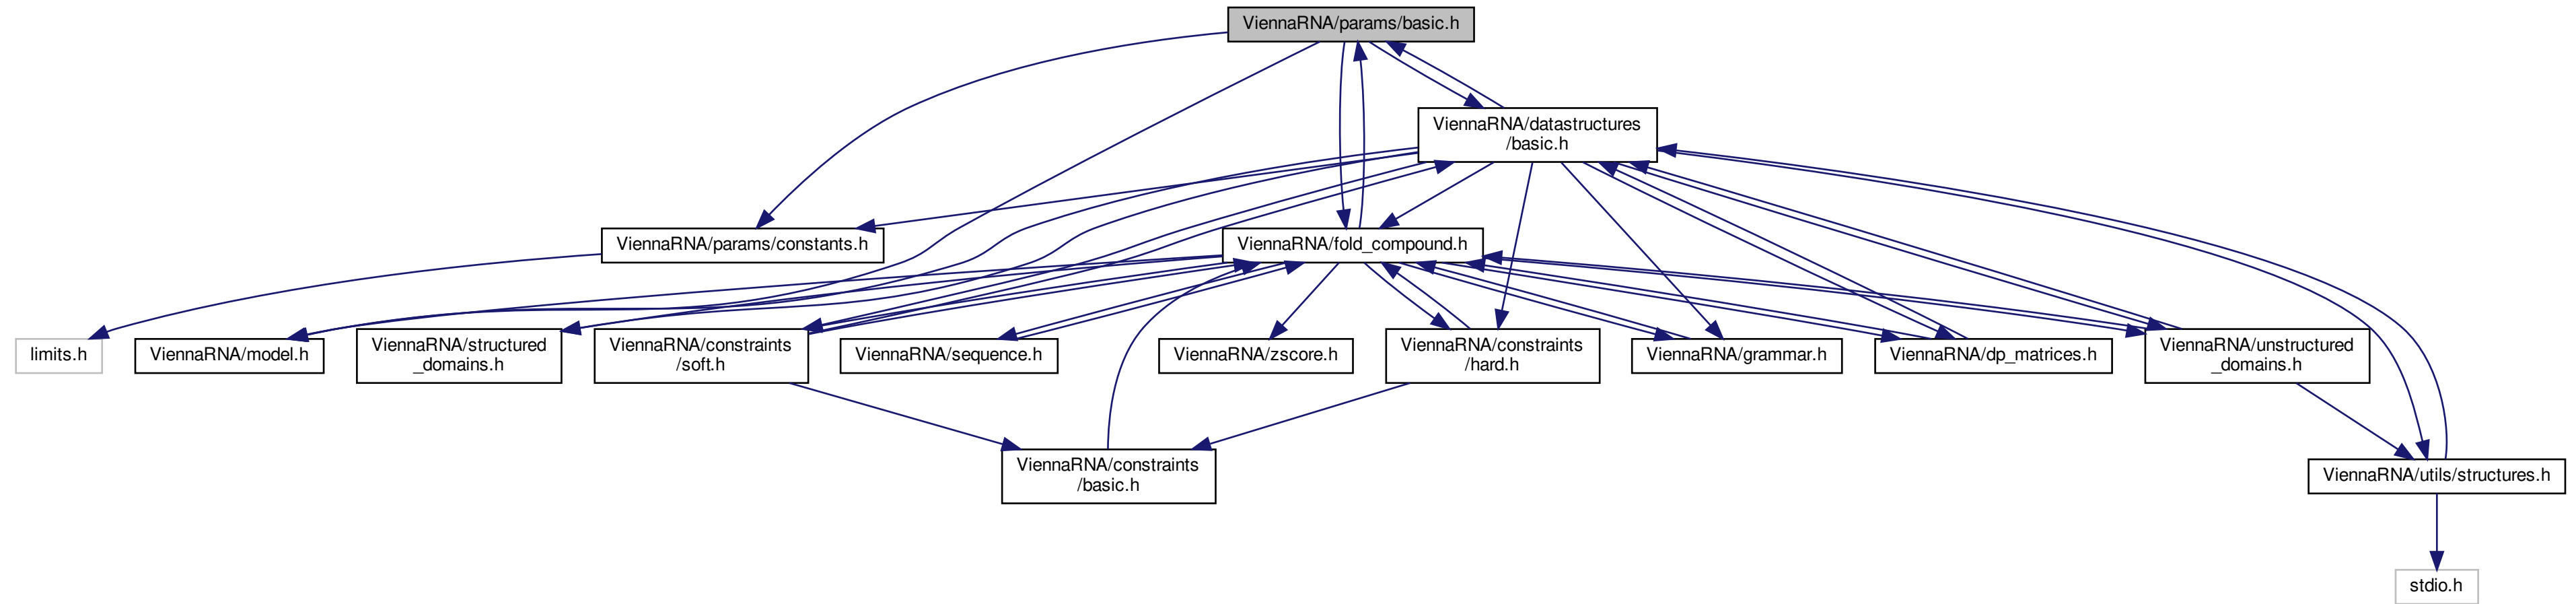 ViennaRNA/params/basic.h
ViennaRNA/datastructures
/basic.h
ViennaRNA/params/constants.h
ViennaRNA/fold_compound.h
limits.h
ViennaRNA/model.h
ViennaRNA/structured
_domains.h
ViennaRNA/constraints
/soft.h
ViennaRNA/sequence.h
ViennaRNA/zscore.h
ViennaRNA/constraints
/hard.h
ViennaRNA/grammar.h
ViennaRNA/dp_matrices.h
ViennaRNA/unstructured
_domains.h
ViennaRNA/constraints
/basic.h
ViennaRNA/utils/structures.h
stdio.h